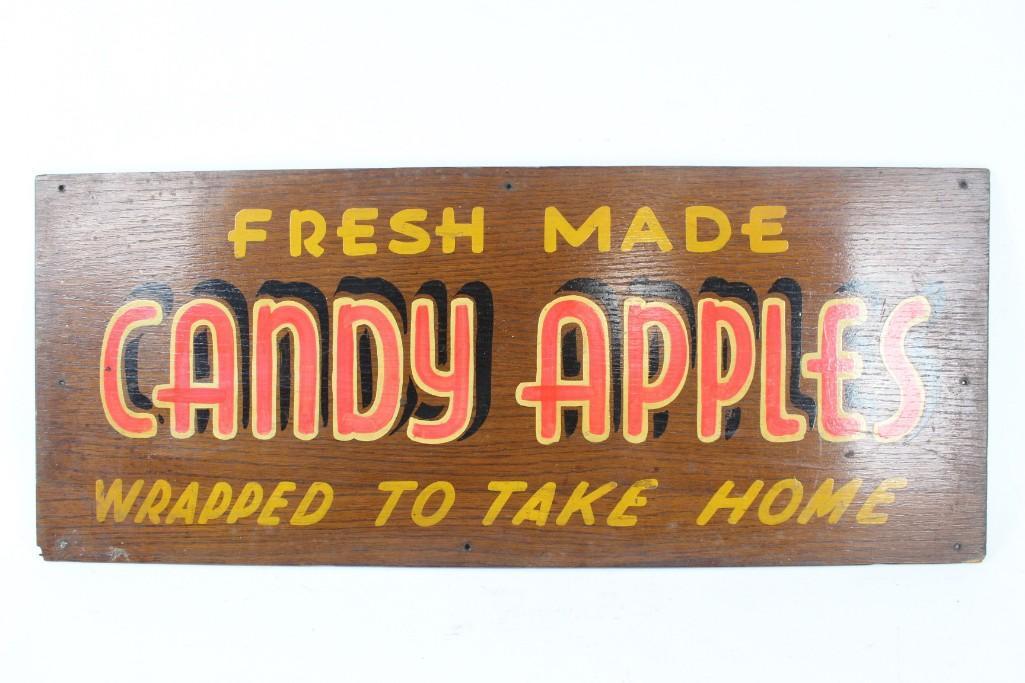 FRESH MADE
CANDY APPLES
WRAPPED TO TAKE HOME